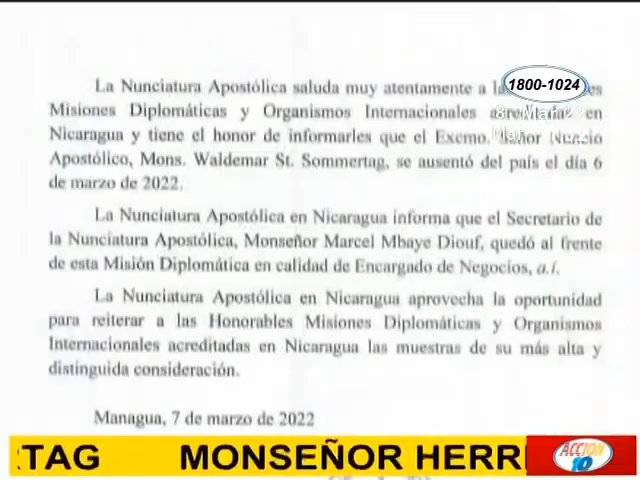 La Nunciatura Apostólica saluda muy atentamente a
1800-1024
Misiones Diplomáticas y Organismos Internacionales en
8 Mar 22
Nicaragua y tiene el honor de informarles que el Excmo.
Apostólico, Mons. Waldemar St. Sommertag, se ausentó del país el día 6
de marzo de 2022.
La Nunciatura Apostólica en Nicaragua informa que el Secretario de
la Nunciatura Apostólica, Monseñor Marcel Mbaye Diouf, quedó al frente
de esta Misión Diplomática en calidad de Encargado de Negocios, a.i.
La Nunciatura Apostólica en Nicaragua aprovecha la oportunidad
para reiterar a las Honorables Misiones Diplomáticas y Organismos
Internacionales acreditadas en Nicaragua las muestras de su más alta y
distinguida consideración.
Managua, 7 de marzo de 2022
TAG MONSEÑOR HERR
ACCION
10